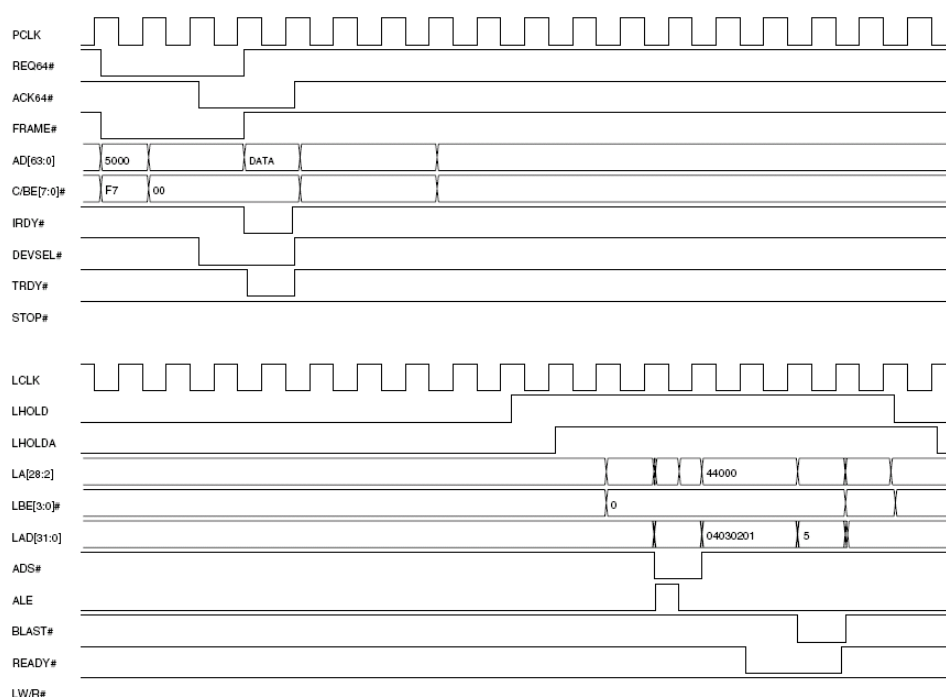 PCLK
REQ64#
ACK64#
FRAME#
AD[63:0] 5000 DATA
C/BE[7:0]# F7 00
IRDY#
DEVSEL#
TRDY#
STOP#
LCLK
LHOLD
LHOLDA
LA[28:2] 44000
LBE[3:0]# 0
LAD[31:0] 04030201 5
ADS#
ALE
BLAST#
READY#
LW/R#